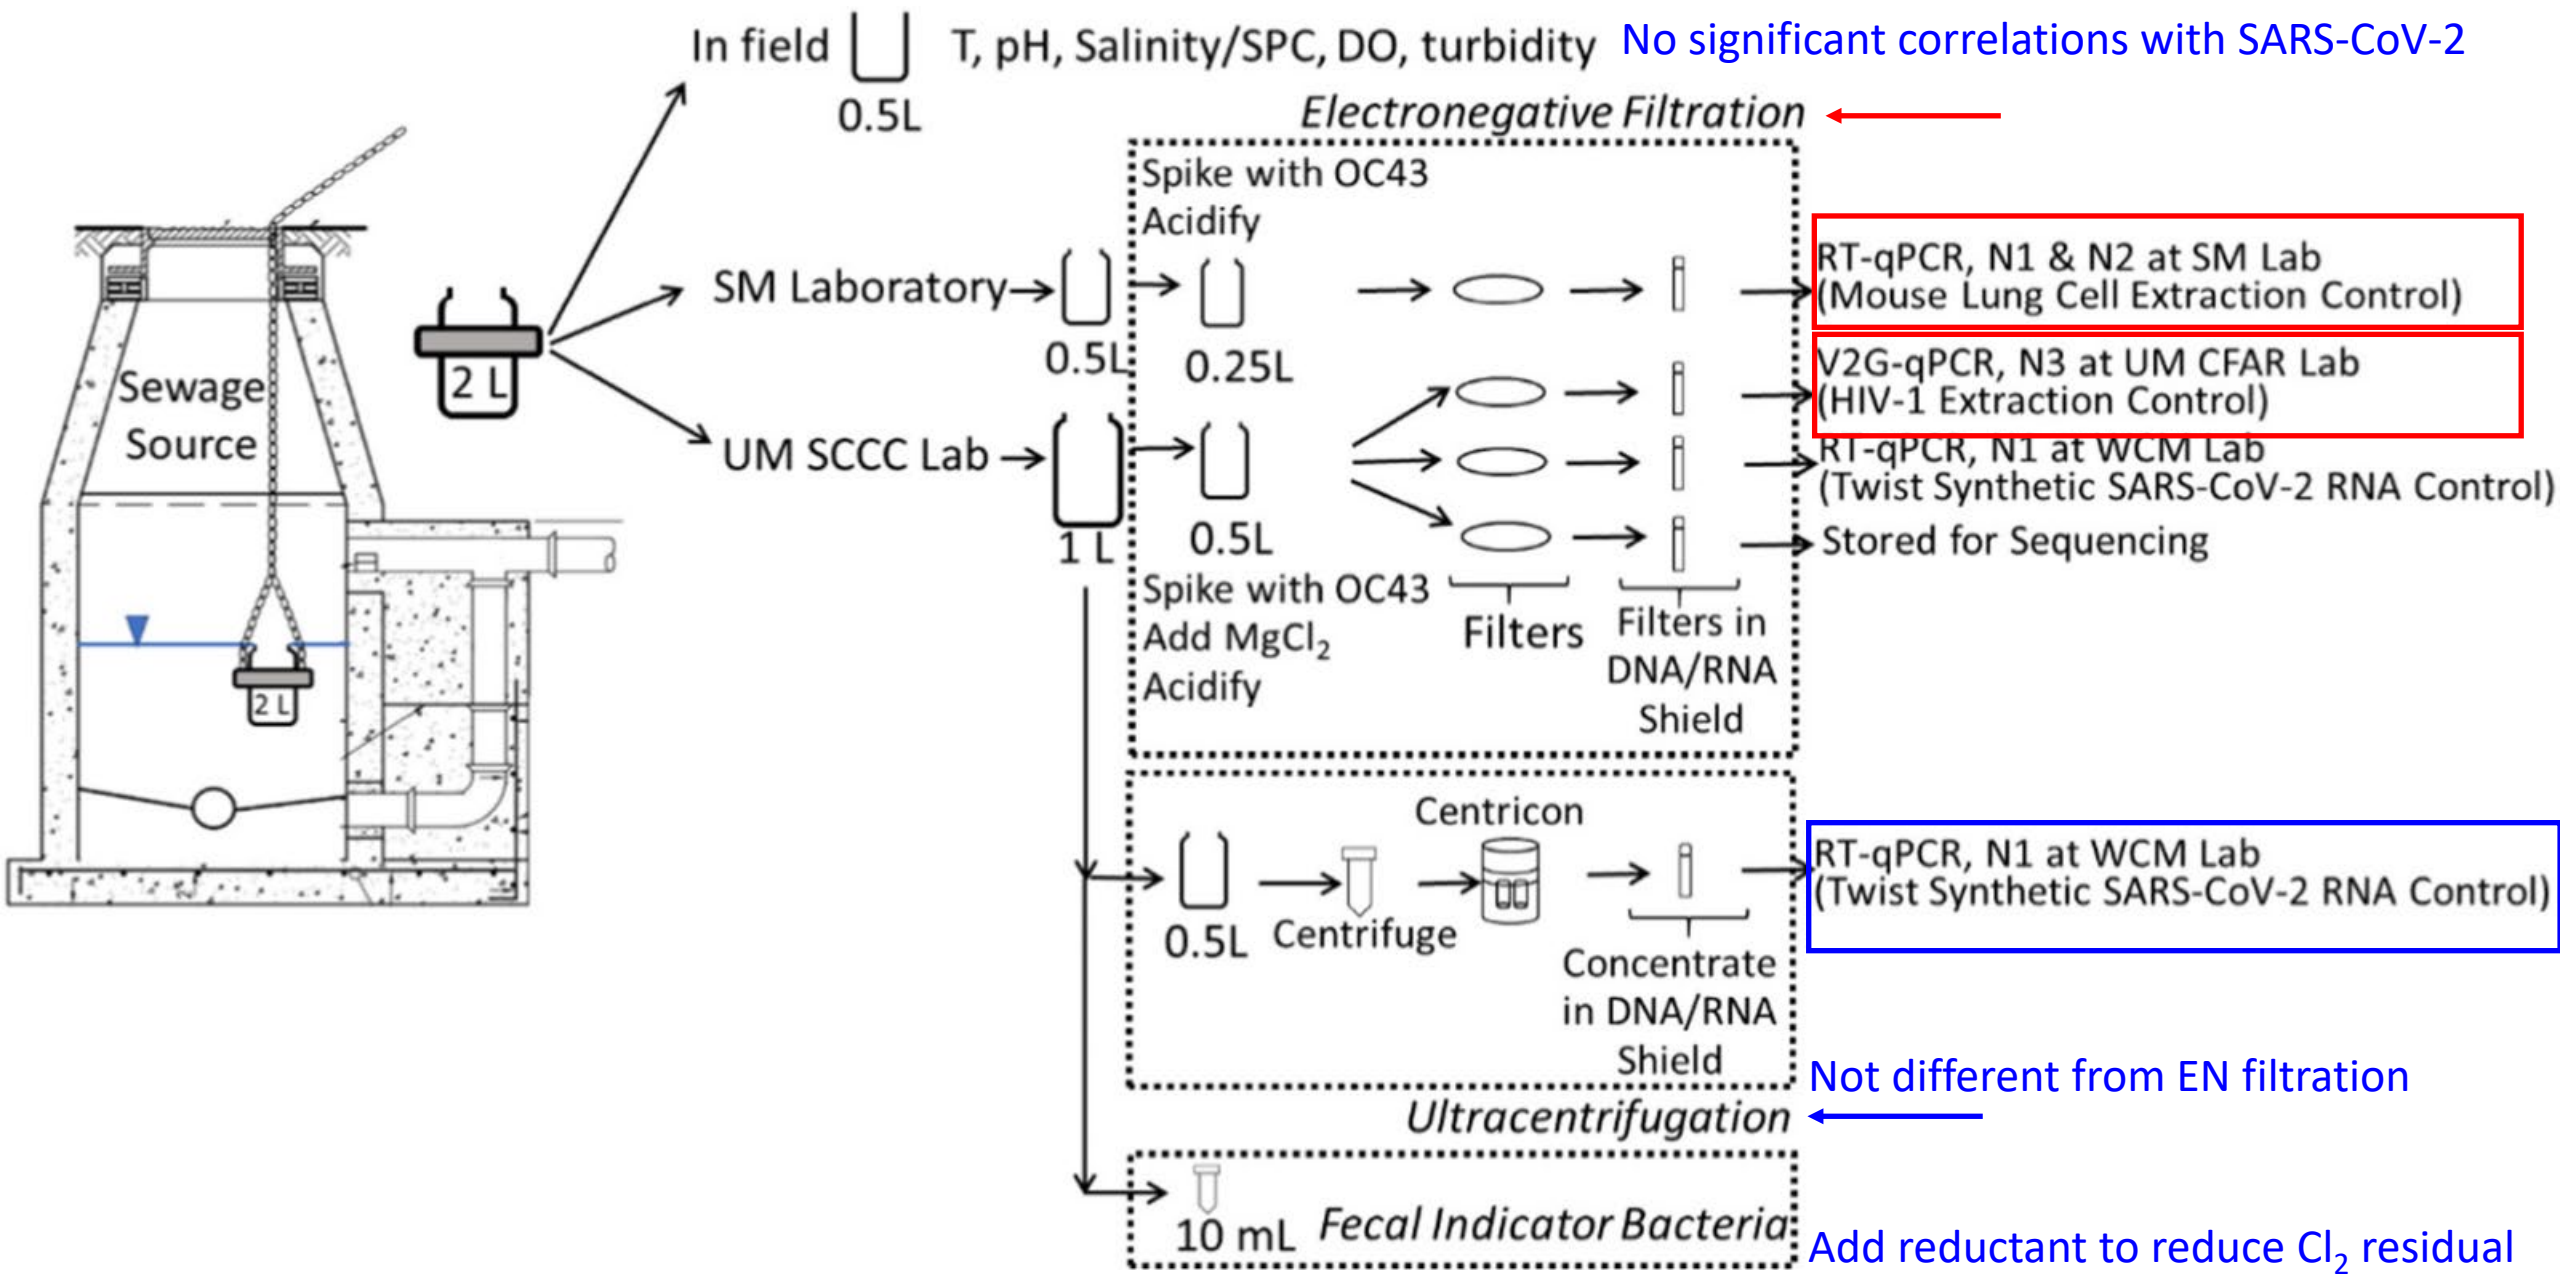 In field
0.5L
T, pH, Salinity/SPC, DO, turbidity
No significant correlations with SARS-CoV-2
Electronegative Filtration
Spike with OC43
Acidify
Sewage
Source
2 L
2 L
SM Laboratory
0.5L
0.25L
RT-qPCR, N1 & N2 at SM Lab
(Mouse Lung Cell Extraction Control)
V2G-qPCR, N3 at UM CFAR Lab
(HIV-1 Extraction Control)
UM SCCC Lab
1 L
0.5L
RT-qPCR, N1 at WCM Lab
(Twist Synthetic SARS-CoV-2 RNA Control)
Stored for Sequencing
Spike with OC43
Add MgCl₂
Acidify
Filters
Filters in
DNA/RNA
Shield
0.5L
Centrifuge
Centricon
Concentrate
in DNA/RNA
Shield
RT-qPCR, N1 at WCM Lab
(Twist Synthetic SARS-CoV-2 RNA Control)
Not different from EN filtration
Ultracentrifugation
10 mL
Fecal Indicator Bacteria
Add reductant to reduce Cl₂ residual